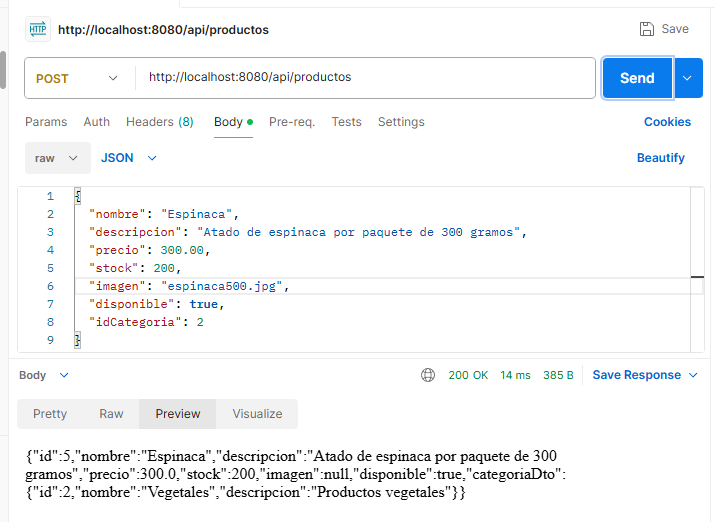 HTTP http://localhost:8080/api/productos Save
POST http://localhost:8080/api/productos Send
Params Auth Headers (8) Body Pre-req. Tests Settings Cookies
raw JSON Beautify
1 {
2 "nombre": "Espinaca",
3 "descripcion": "Atado de espinaca por paquete de 300 gramos",
4 "precio": 300.00,
5 "stock": 200,
6 "imagen": "espinaca500.jpg",
7 "disponible": true,
8 "idCategoria": 2
9 }
Body 200 OK 14 ms 385 B Save Response
Pretty Raw Preview Visualize
{"id":5,"nombre":"Espinaca","descripcion":"Atado de espinaca por paquete de 300
gramos","precio":300.0,"stock":200,"imagen":null,"disponible":true,"categoriaDto":
{"id":2,"nombre":"Vegetales","descripcion":"Productos vegetales"}}